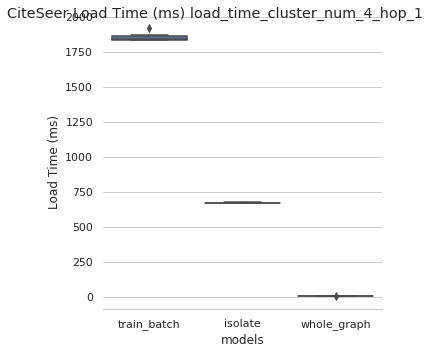 CiteSeer Load Time (ms) load_time_cluster_num_4_hop_1
2000
1750
1500
1250
1000
750
500
250
0
Load Time (ms)
train_batch isolate whole_graph
models